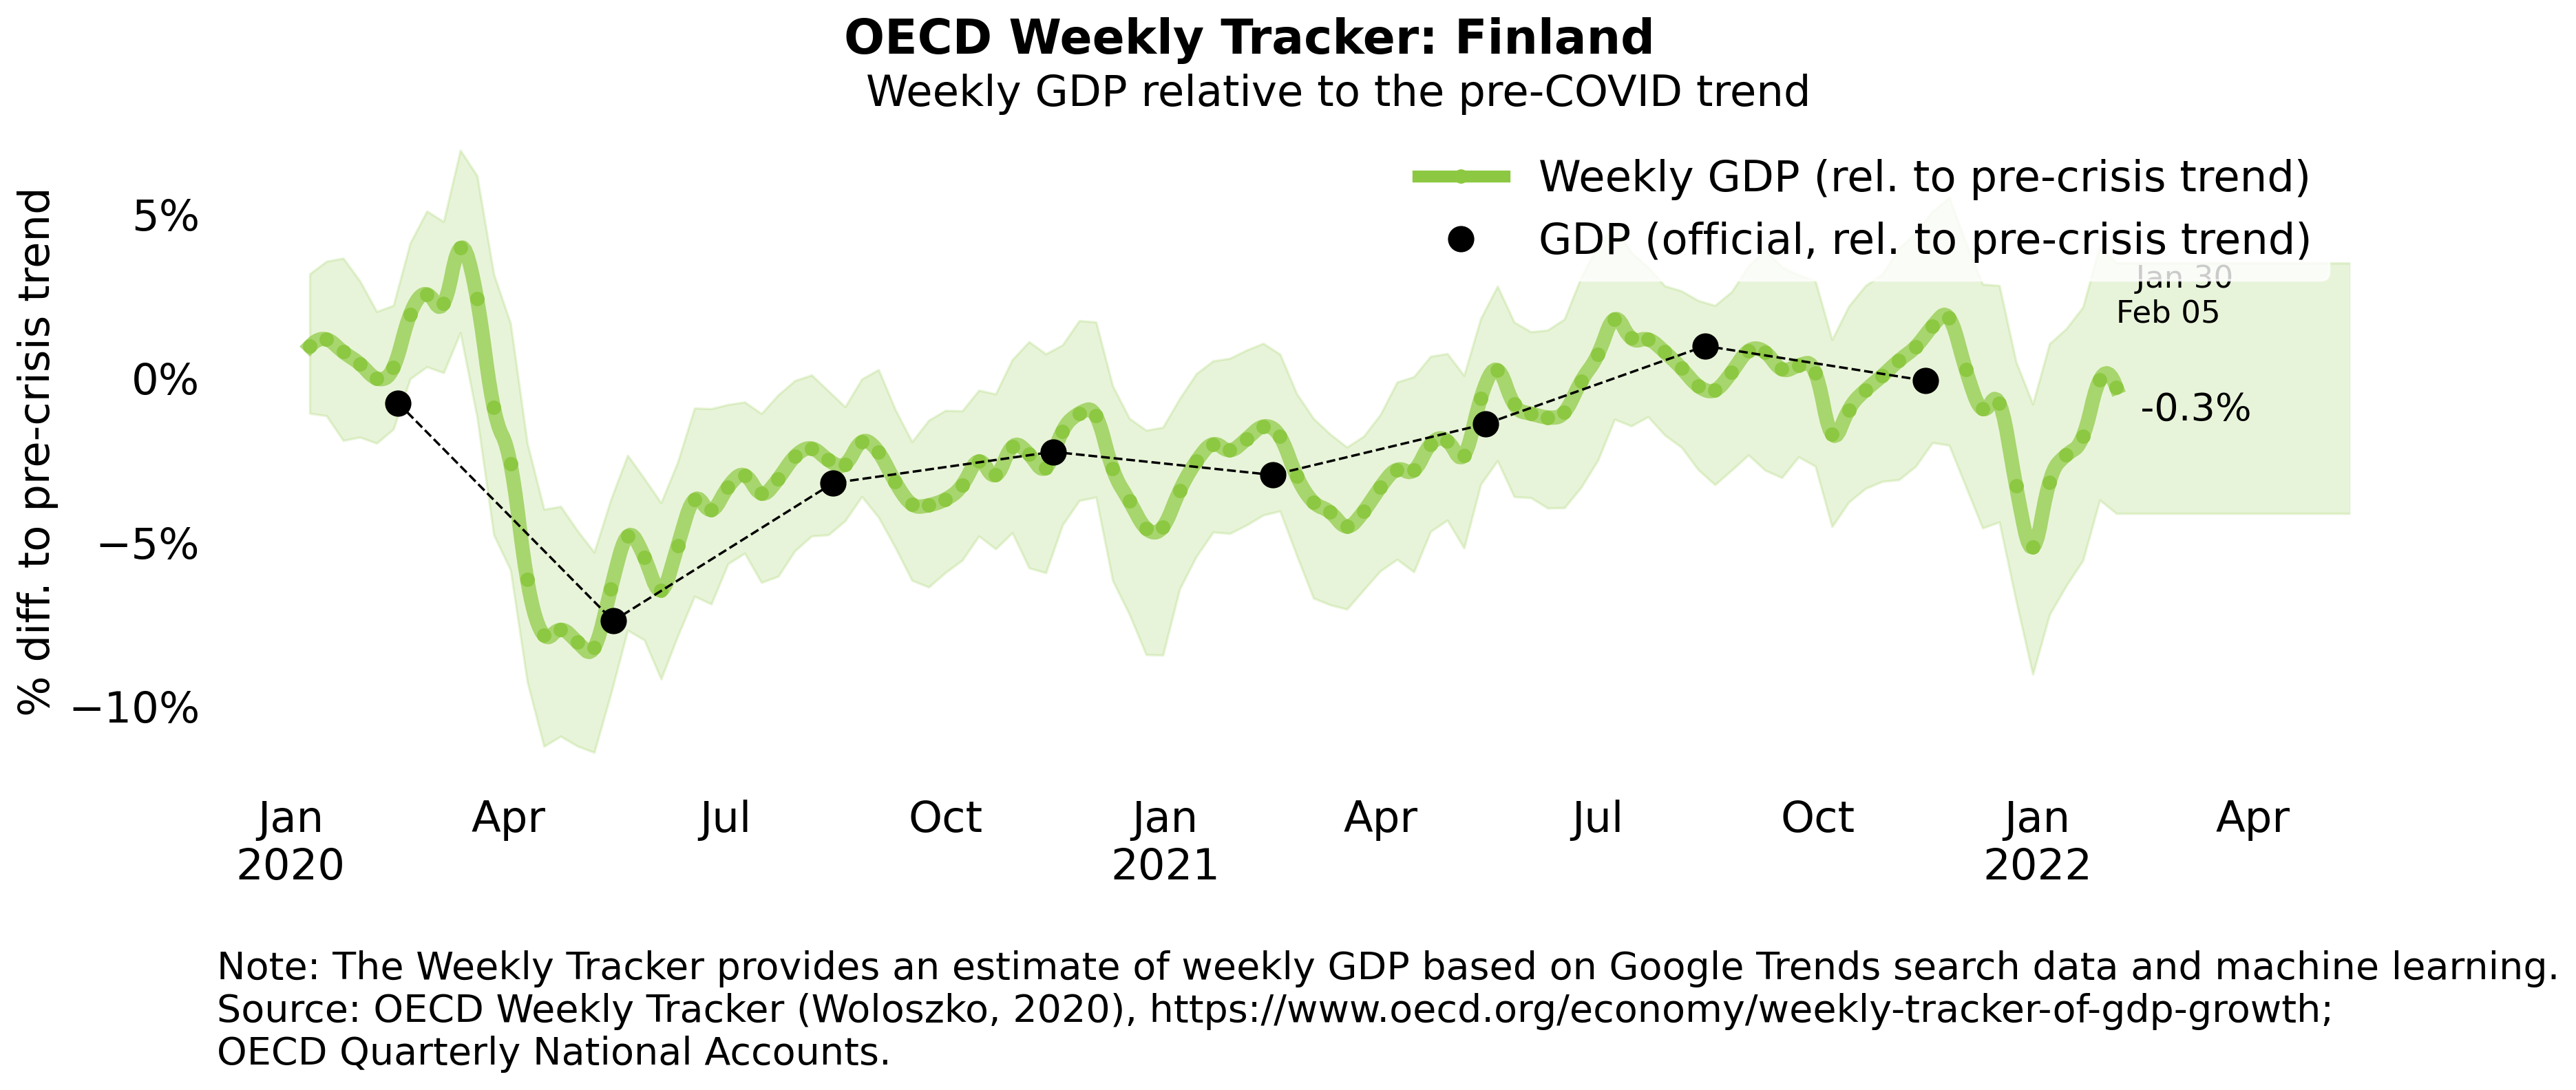 OECD Weekly Tracker: Finland
Weekly GDP relative to the pre-COVID trend
Weekly GDP (rel. to pre-crisis trend)
GDP (official, rel. to pre-crisis trend)
% diff. to pre-crisis trend
5%
0%
−5%
−10%
Jan 30
Feb 05
-0.3%
Jan Apr Jul Oct Jan Apr Jul Oct Jan Apr
2020 2021 2022
Note: The Weekly Tracker provides an estimate of weekly GDP based on Google Trends search data and machine learning.
Source: OECD Weekly Tracker (Woloszko, 2020), https://www.oecd.org/economy/weekly-tracker-of-gdp-growth;
OECD Quarterly National Accounts.